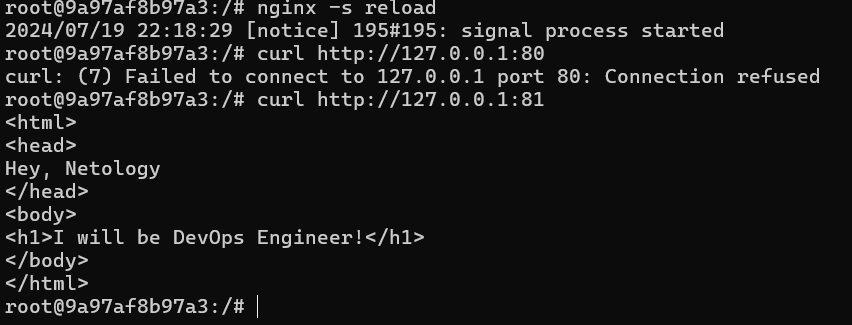 root@9a97af8b97a3:/# nginx -s reload
2024/07/19 22:18:29 [notice] 195#195: signal process started
root@9a97af8b97a3:/# curl http://127.0.0.1:80
curl: (7) Failed to connect to 127.0.0.1 port 80: Connection refused
root@9a97af8b97a3:/# curl http://127.0.0.1:81
<html>
<head>
Hey, Netology
</head>
<body>
<h1>I will be DevOps Engineer!</h1>
</body>
</html>
root@9a97af8b97a3:/#